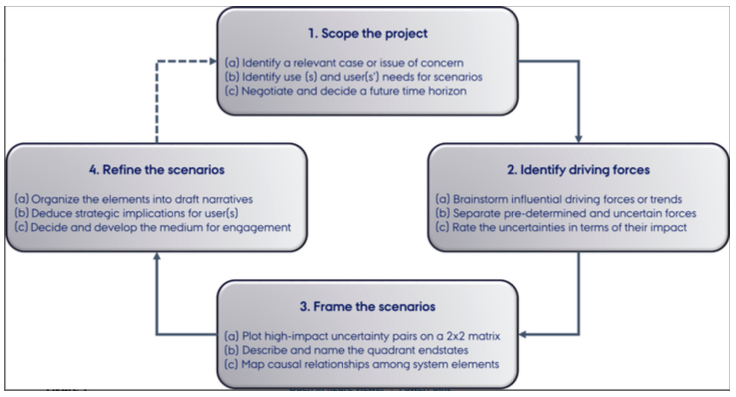 1. Scope the project
(a) Identify a relevant case or issue of concern
(b) Identify use (s) and user(s') needs for scenarios
(c) Negotiate and decide a future time horizon
2. Identify driving forces
(a) Brainstorm influential driving forces or trends
(b) Separate pre-determined and uncertain forces
(c) Rate the uncertainties in terms of their impact
3. Frame the scenarios
(a) Plot high-impact uncertainty pairs on a 2x2 matrix
(b) Describe and name the quadrant endstates
(c) Map causal relationships among system elements
4. Refine the scenarios
(a) Organize the elements into draft narratives
(b) Deduce strategic implications for user(s)
(c) Decide and develop the medium for engagement